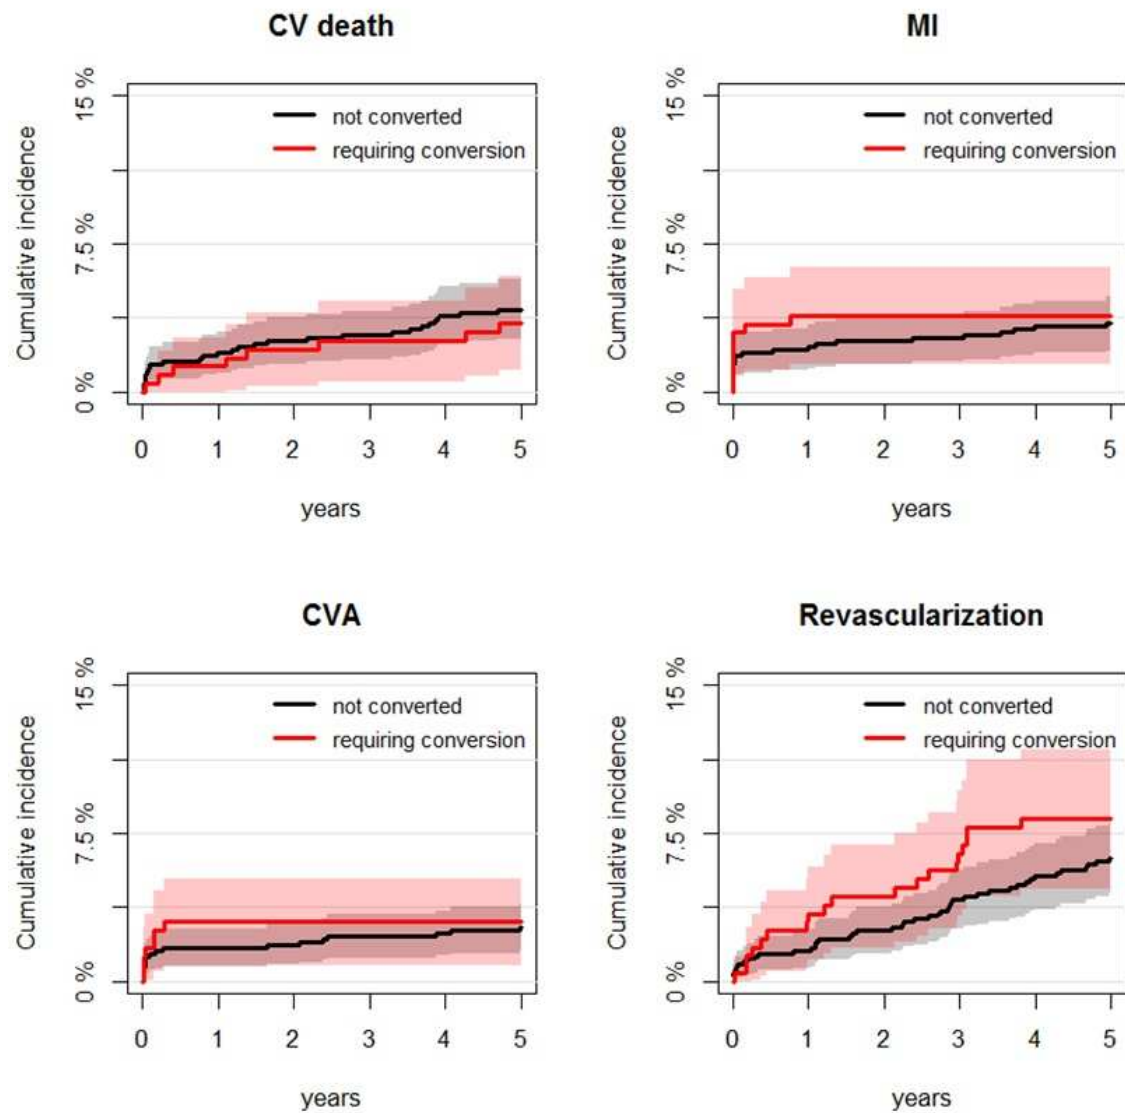 CV death
MI
Cumulative incidence
15 %
7.5 %
0 %
not converted
requiring conversion
0 1 2 3 4 5
years
Cumulative incidence
15 %
7.5 %
0 %
not converted
requiring conversion
0 1 2 3 4 5
years
CVA
Revascularization
Cumulative incidence
15 %
7.5 %
0 %
not converted
requiring conversion
0 1 2 3 4 5
years
Cumulative incidence
15 %
7.5 %
0 %
not converted
requiring conversion
0 1 2 3 4 5
years